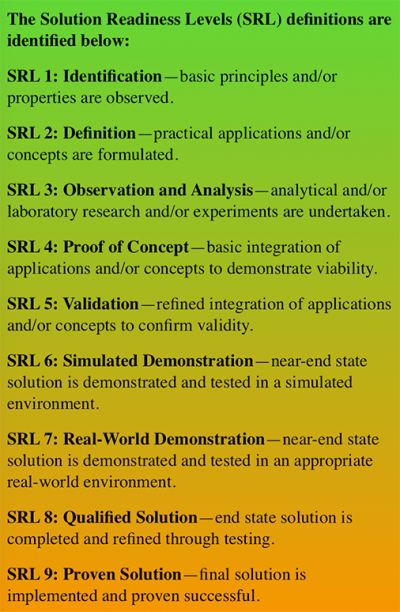 The Solution Readiness Levels (SRL) definitions are
identified below:
SRL 1: Identification—basic principles and/or
properties are observed.
SRL 2: Definition—practical applications and/or
concepts are formulated.
SRL 3: Observation and Analysis—analytical and/or
laboratory research and/or experiments are undertaken.
SRL 4: Proof of Concept—basic integration of
applications and/or concepts to demonstrate viability.
SRL 5: Validation—refined integration of applications
and/or concepts to confirm validity.
SRL 6: Simulated Demonstration—near-end state
solution is demonstrated and tested in a simulated
environment.
SRL 7: Real-World Demonstration—near-end state
solution is demonstrated and tested in an appropriate
real-world environment.
SRL 8: Qualified Solution—end state solution is
completed and refined through testing.
SRL 9: Proven Solution—final solution is
implemented and proven successful.